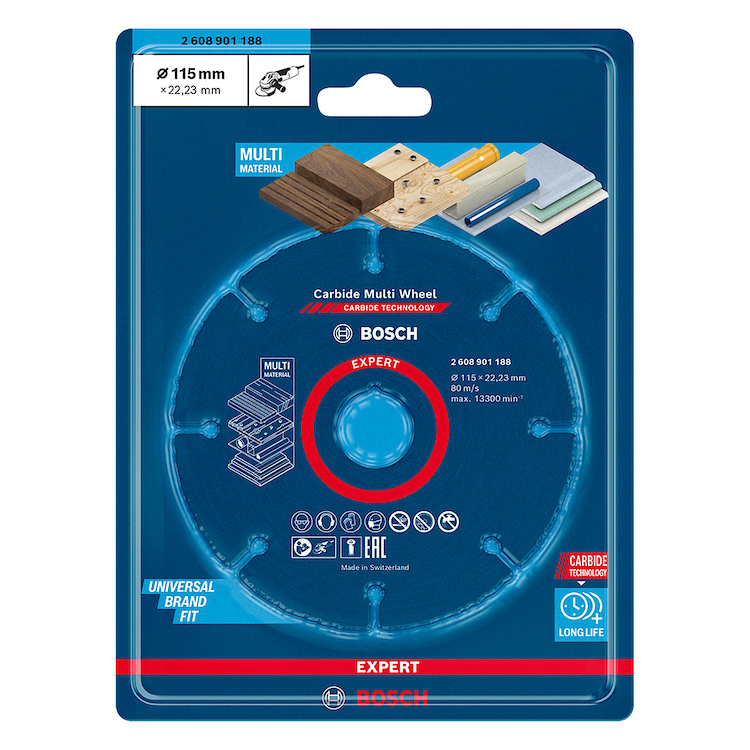 2 608 901 188
Ø 115 mm
× 22,23 mm
MULTI
MATERIAL
Carbide Multi Wheel
CARBIDE TECHNOLOGY
BOSCH
EXPERT
2 608 901 188
Ø 115 × 22,23 mm
80 m/s
max. 13300 min⁻¹
MULTI
MATERIAL
EAC
Made in Switzerland
UNIVERSAL
BRAND
FIT
CARBIDE
TECHNOLOGY
LONG LIFE
EXPERT
BOSCH